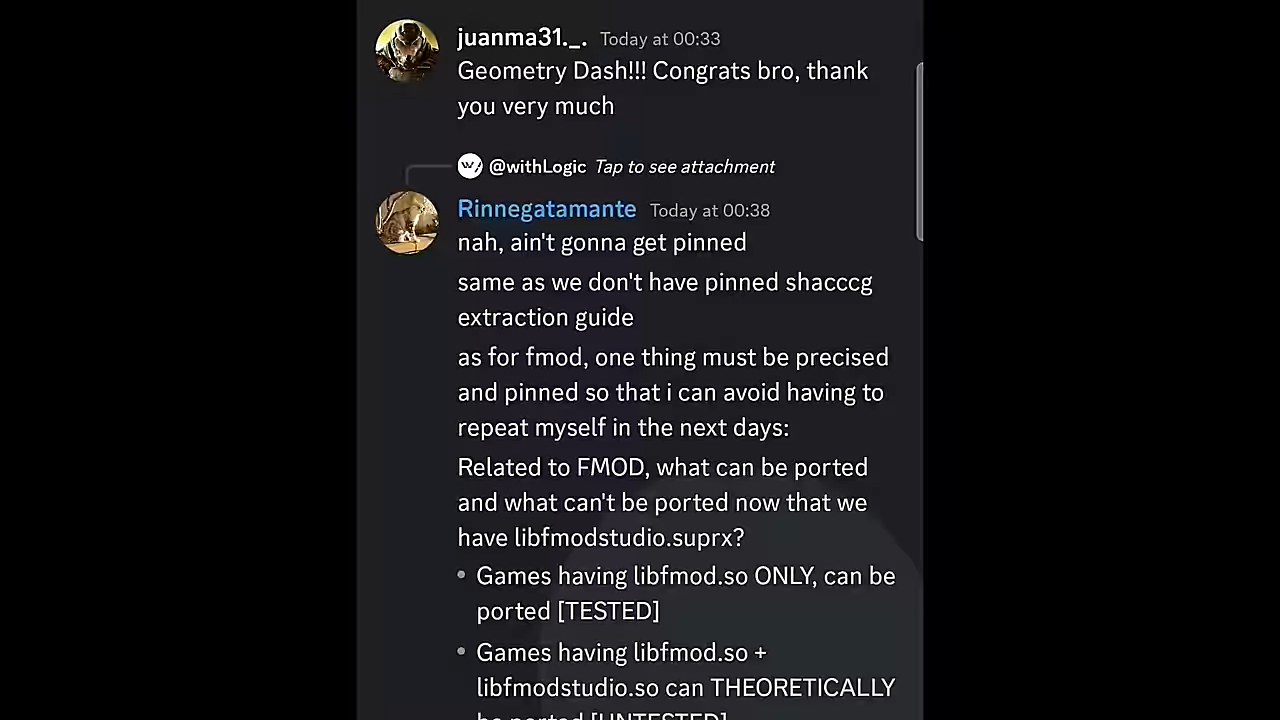 juanma31._. Today at 00:33
Geometry Dash!!! Congrats bro, thank
you very much
@withLogic Tap to see attachment
Rinnegatamante Today at 00:38
nah, ain't gonna get pinned
same as we don't have pinned shacccg
extraction guide
as for fmod, one thing must be precised
and pinned so that i can avoid having to
repeat myself in the next days:
Related to FMOD, what can be ported
and what can't be ported now that we
have libfmodstudio.suprx?
• Games having libfmod.so ONLY, can be
ported [TESTED]
• Games having libfmod.so +
libfmodstudio.so can THEORETICALLY
be ported [UNTESTED]